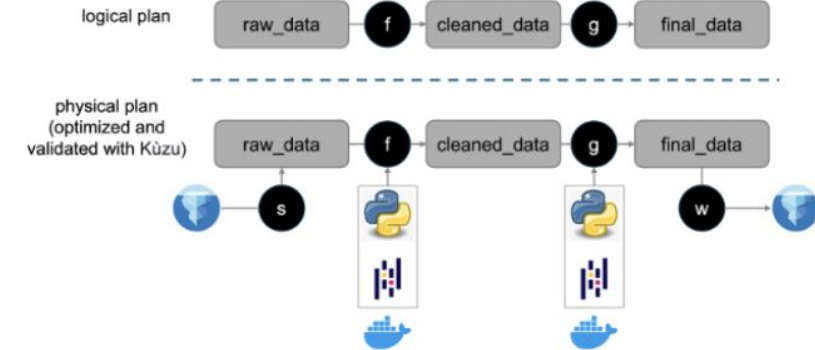 logical plan
raw_data f cleaned_data g final_data
physical plan
(optimized and
validated with Kùzu)
raw_data f cleaned_data g final_data
s w